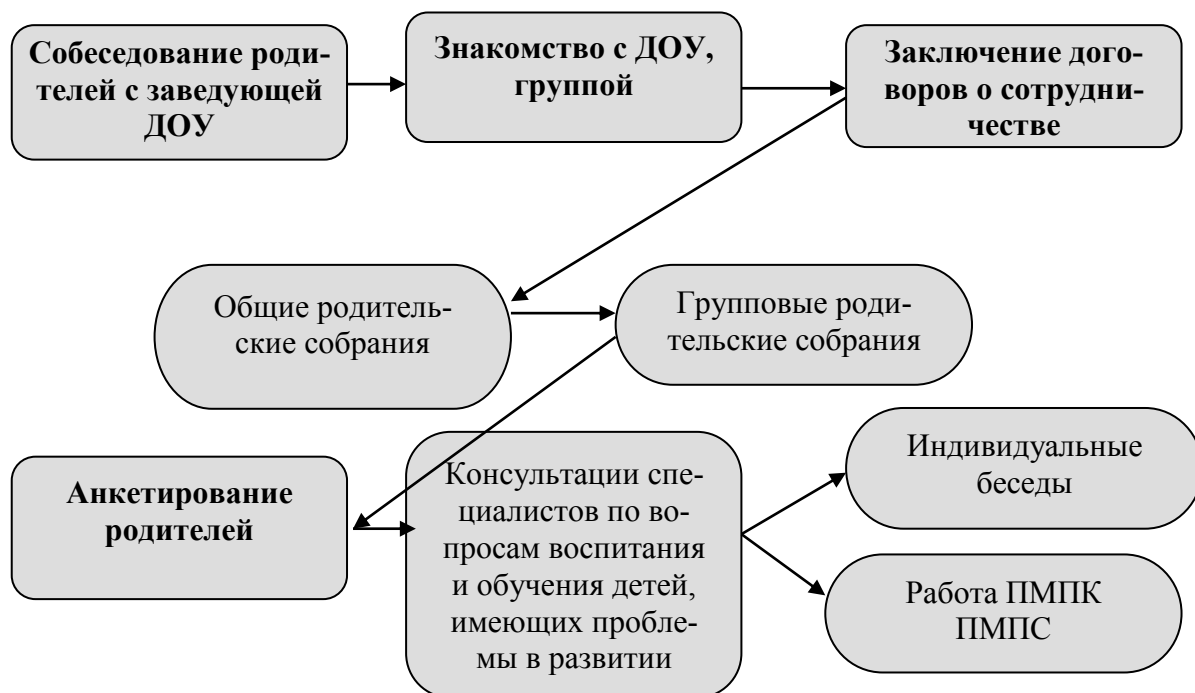 Собеседование роди-
телей с заведующей
ДОУ
Знакомство с ДОУ,
группой
Заключение дого-
воров о сотрудни-
честве
Общие родитель-
ские собрания
Групповые роди-
тельские собрания
Анкетирование
родителей
Консультации спе-
циалистов по во-
просам воспитания
и обучения детей,
имеющих пробле-
мы в развитии
Индивидуальные
беседы
Работа ПМПК
ПМПС